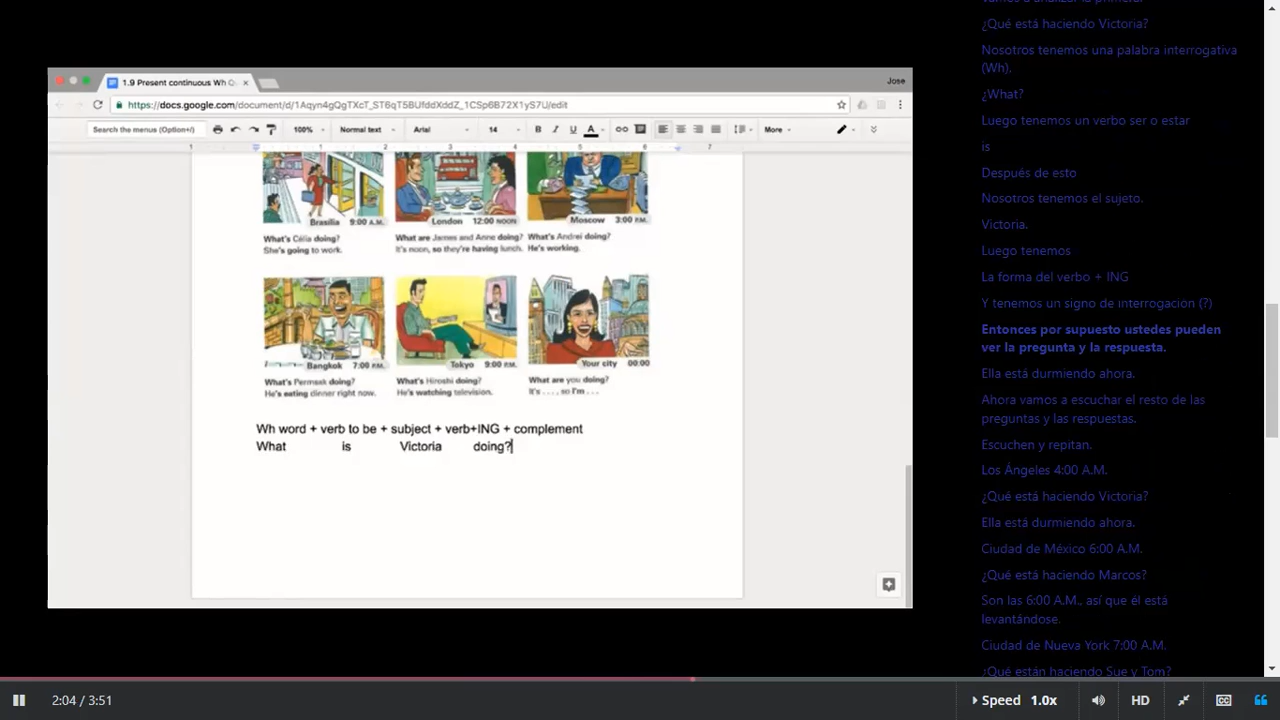 ¿Qué está haciendo Victoria?
Nosotros tenemos una palabra interrogativa
(Wh).
¿What?
Luego tenemos un verbo ser o estar
is
Después de esto
Nosotros tenemos el sujeto.
Victoria.
Luego tenemos
La forma del verbo + ING
Y tenemos un signo de interrogacion (?)
Entonces por supuesto ustedes pueden
ver la pregunta y la respuesta.
Ella está durmiendo ahora.
Ahora vamos a escuchar el resto de las
preguntas y las respuestas.
Escuchen y repitan.
Los Ángeles 4:00 A.M.
¿Qué está haciendo Victoria?
Ella está durmiendo ahora.
Ciudad de México 6:00 A.M.
¿Qué está haciendo Marcos?
Son las 6:00 A.M., así que él está
levantándose.
Ciudad de Nueva York 7:00 A.M.
¿Qué están haciendo Sue y Tom?
1.9 Present continuous Wh Q
Jose
https://docs.google.com/document/d/1Aqyn4gQgTXcT_ST6qT5BUfddXddZ_1CSp6B72X1yS7U/edit
Search the menus (Option+/)
100%
Normal text
Arial
14
B I U A
More
1 1 2 3 4 5 6 7
Brasília 9:00 A.M.
London 12:00 NOON
Moscow 3:00 P.M.
What's Célia doing?
She's going to work.
What are James and Anne doing?
It's noon, so they're having lunch.
What's Andrei doing?
He's working.
Bangkok 7:00 P.M.
Tokyo 9:00 P.M.
Your city 00:00
What's Permsak doing?
He's eating dinner right now.
What's Hiroshi doing?
He's watching television.
What are you doing?
It's . . . , so I'm . . .
Wh word + verb to be + subject + verb+ING + complement
What is Victoria doing?
2:04 / 3:51
Speed 1.0x
HD
CC